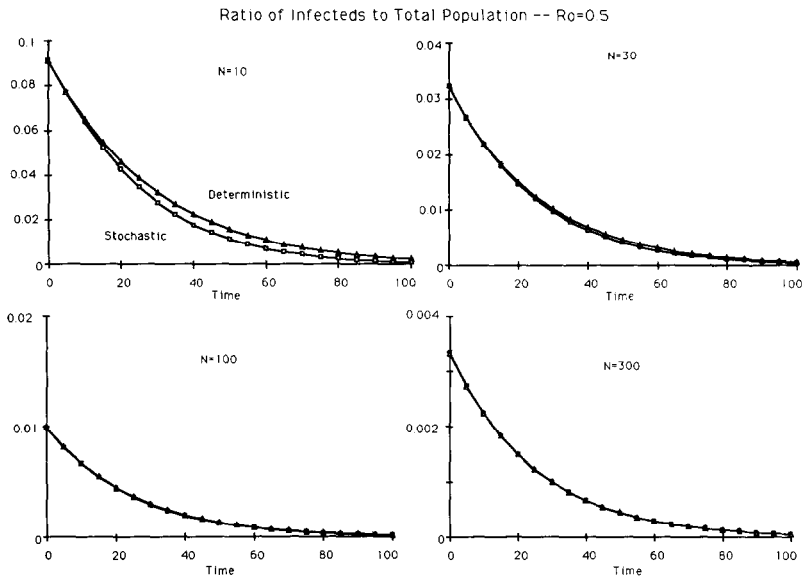 Ratio of Infecteds to Total Population -- Ro=0.5
0.1
0.08
0.06
0.04
0.02
0
N=10
Deterministic
Stochastic
0 20 40 60 80 100
Time
0.04
0.03
0.02
0.01
0
N=30
0 20 40 60 80 100
Time
0.02
0.01
0
N=100
0 20 40 60 80 100
Time
0.004
0.002
0
N=300
0 20 40 60 80 100
Time